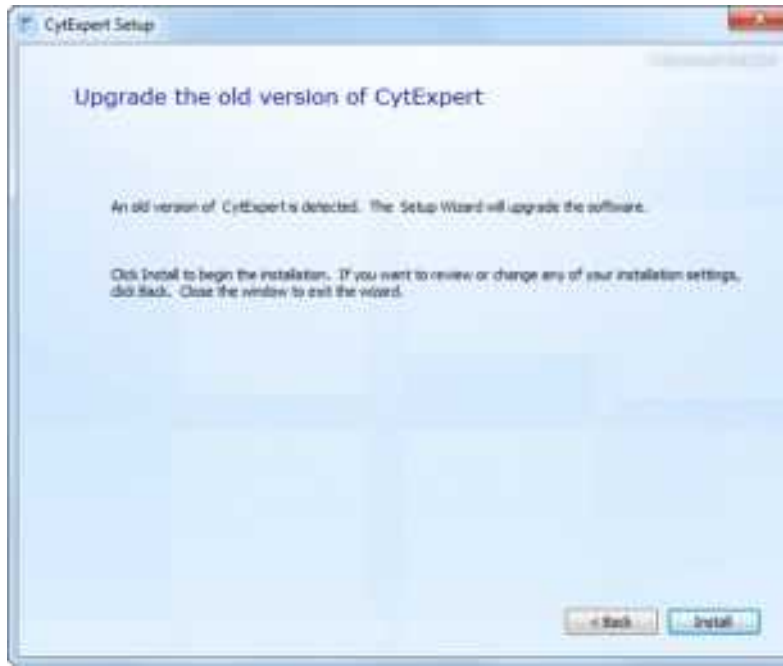 CytExpert Setup
Upgrade the old version of CytExpert
An old version of CytExpert is detected. The Setup Wizard will upgrade the software.
Click Install to begin the installation. If you want to review or change any of your installation settings,
click Back. Close the window to exit the wizard.
< Back
Install